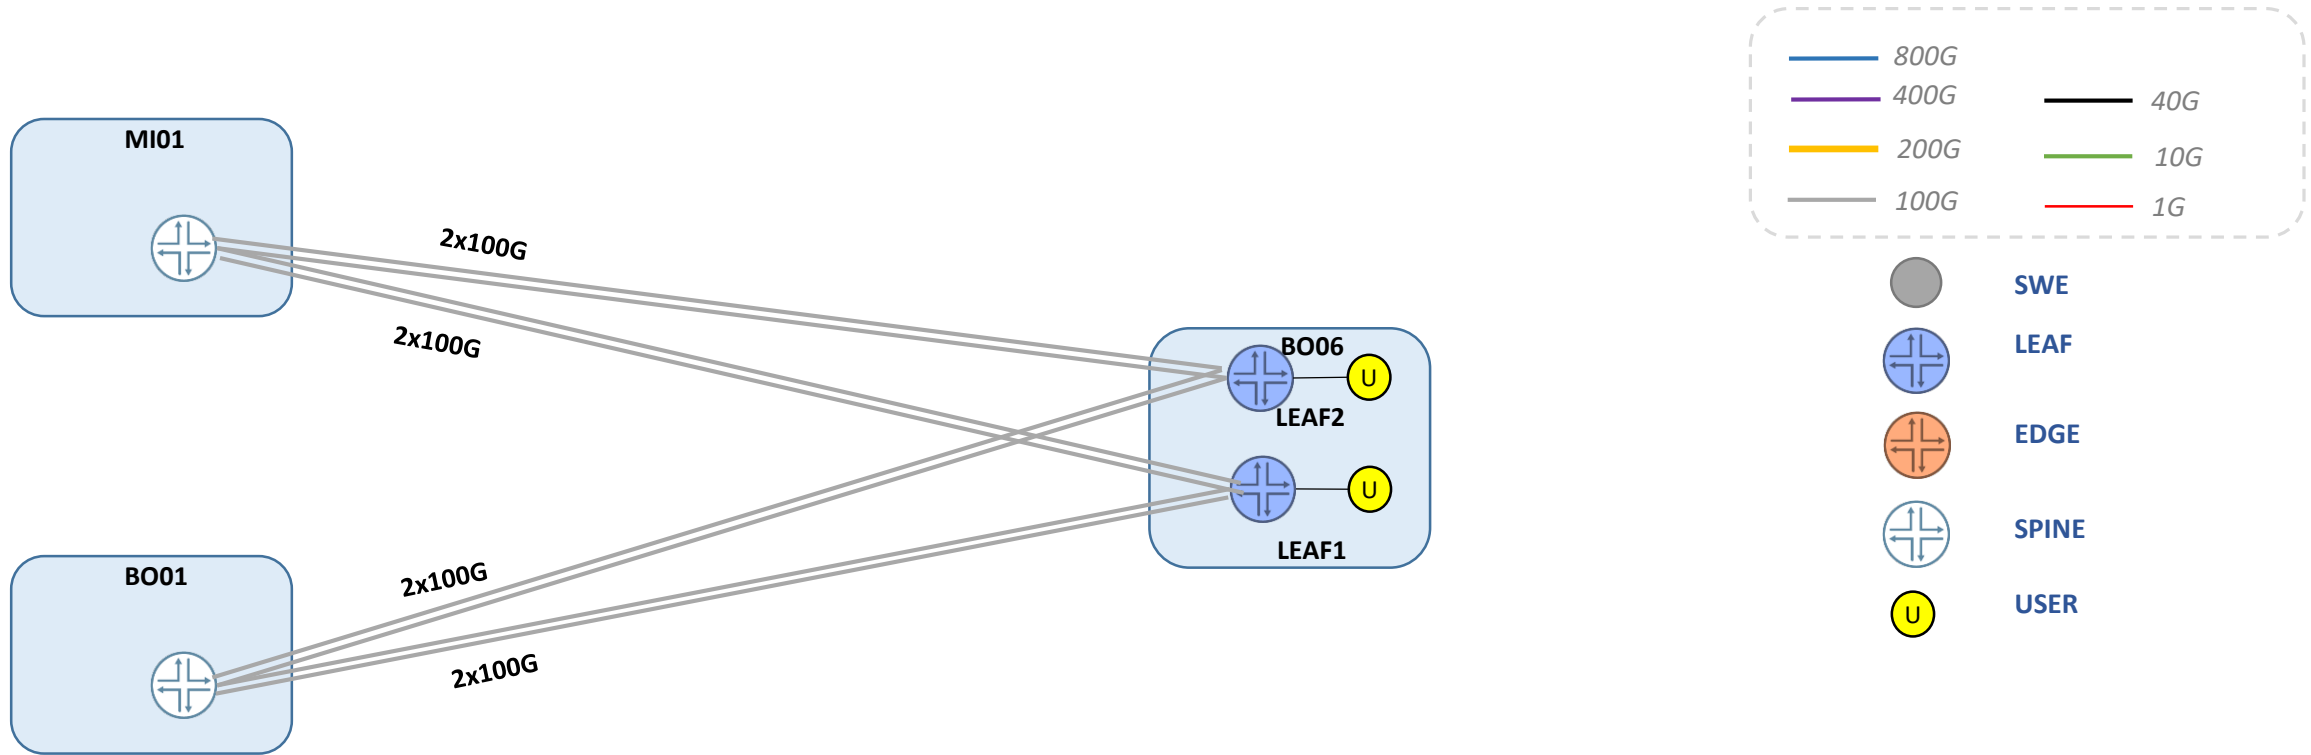 MI01
2x100G
2x100G
BO06
U
LEAF2
U
LEAF1
BO01
2x100G
2x100G
800G
400G
200G
100G
40G
10G
1G
SWE
LEAF
EDGE
SPINE
U
USER